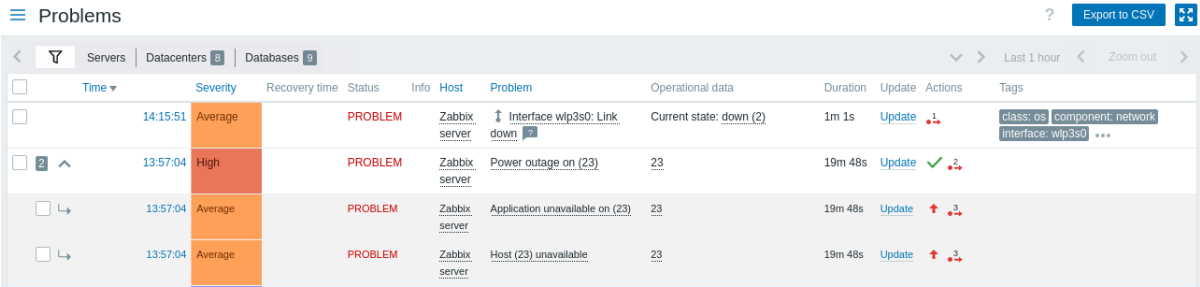 Problems ? Export to CSV
Servers Datacenters 8 Databases 9 Last 1 hour Zoom out
Time Severity Recovery time Status Info Host Problem Operational data Duration Update Actions Tags
14:15:51 Average PROBLEM Zabbix Interface wlp3s0: Link Current state: down (2) 1m 1s Update 1 class: os component: network
server down ? interface: wlp3s0 •••
2 13:57:04 High PROBLEM Zabbix Power outage on (23) 23 19m 48s Update 2
server
13:57:04 Average PROBLEM Zabbix Application unavailable on (23) 23 19m 48s Update 3
server
13:57:04 Average PROBLEM Zabbix Host (23) unavailable 23 19m 48s Update 3
server